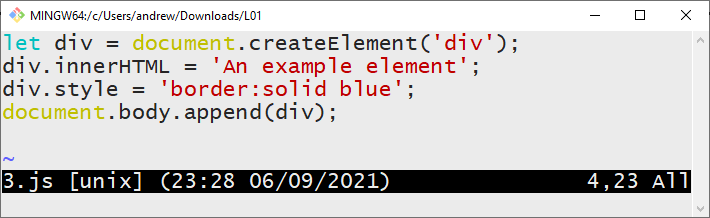 MINGW64:/c/Users/andrew/Downloads/L01
let div = document.createElement('div');
div.innerHTML = 'An example element';
div.style = 'border:solid blue';
document.body.append(div);
~
3.js [unix] (23:28 06/09/2021) 4,23 All